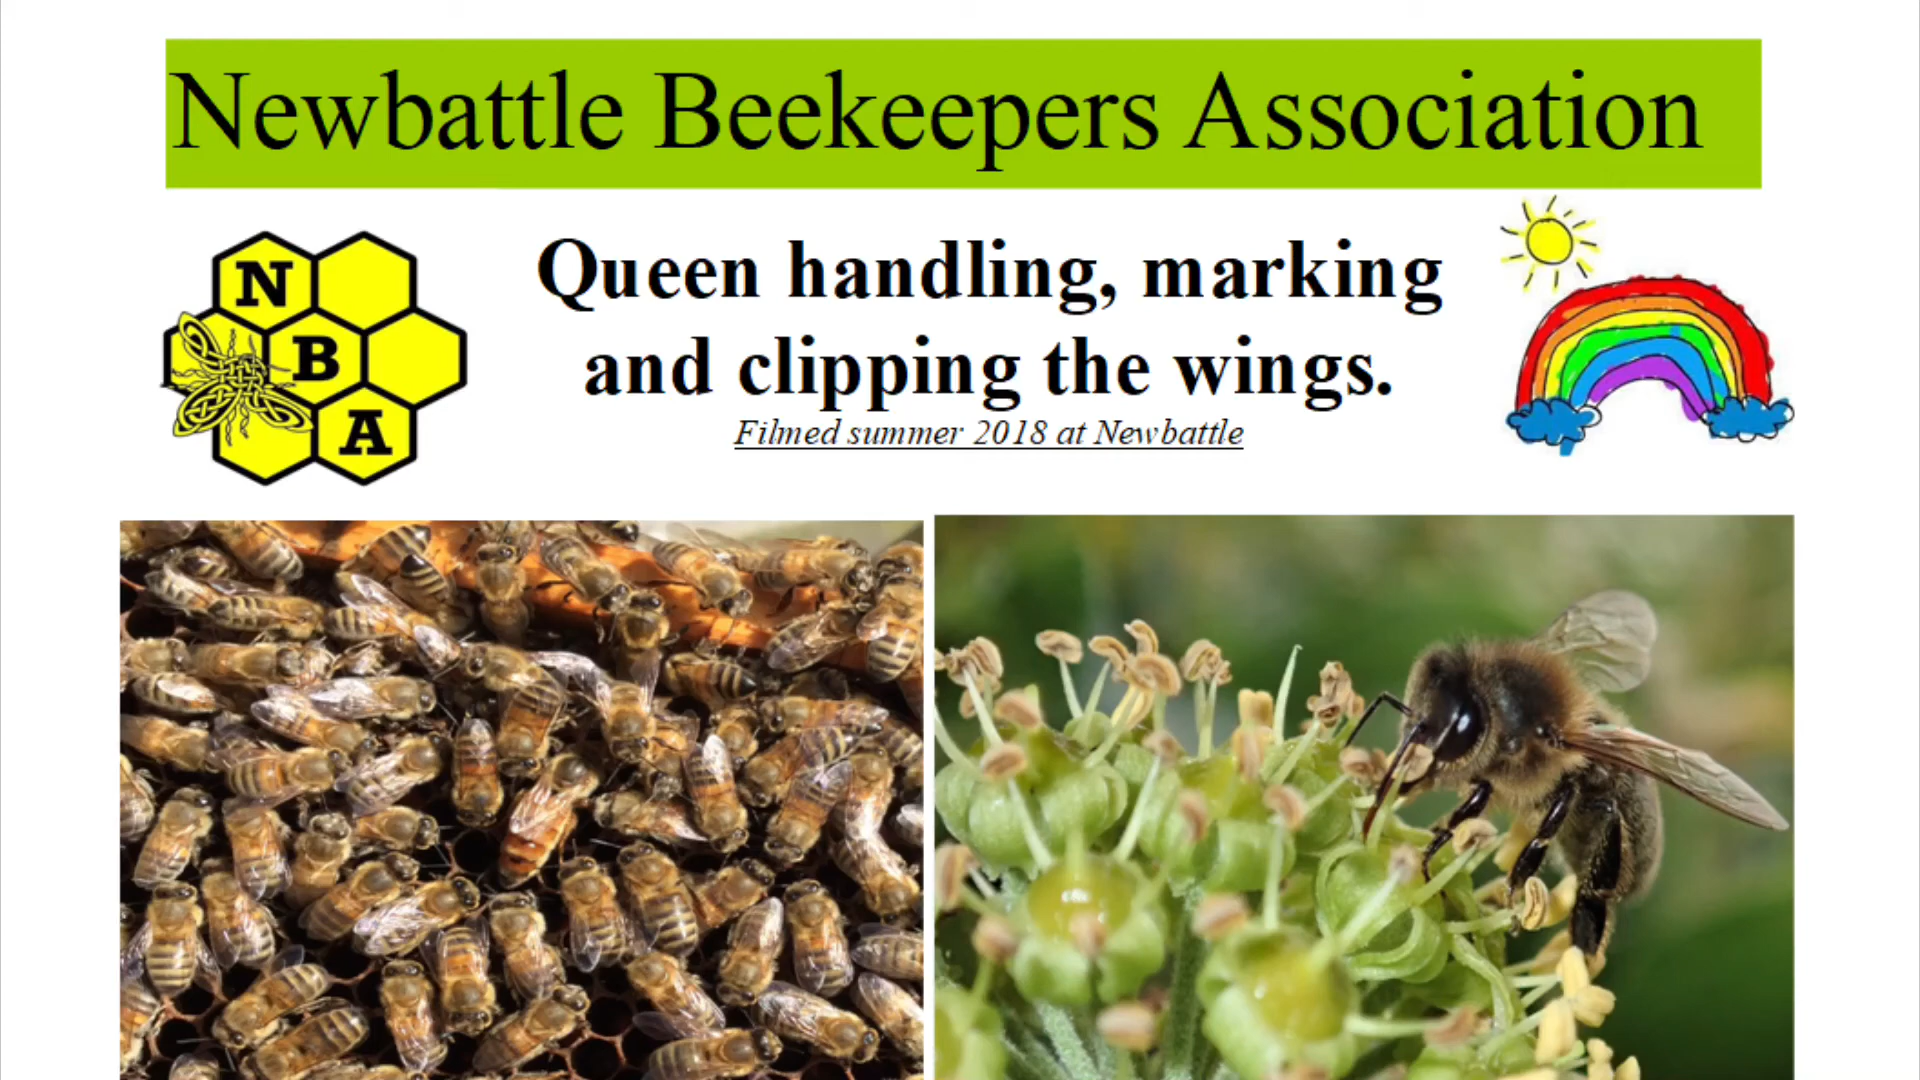 Newbattle Beekeepers Association
N
B
A
Queen handling, marking
and clipping the wings.
Filmed summer 2018 at Newbattle